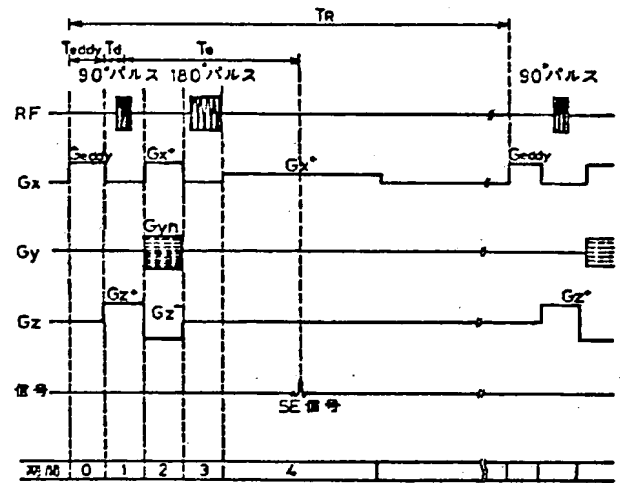 TR
Teddy Td Te
90°パルス 180°パルス 90°パルス
RF
Geddy Gx+ Gx+ Geddy
Gx
Gyn
Gy
Gz+ Gz- Gz+
Gz
信号
SE信号
期間 0 1 2 3 4